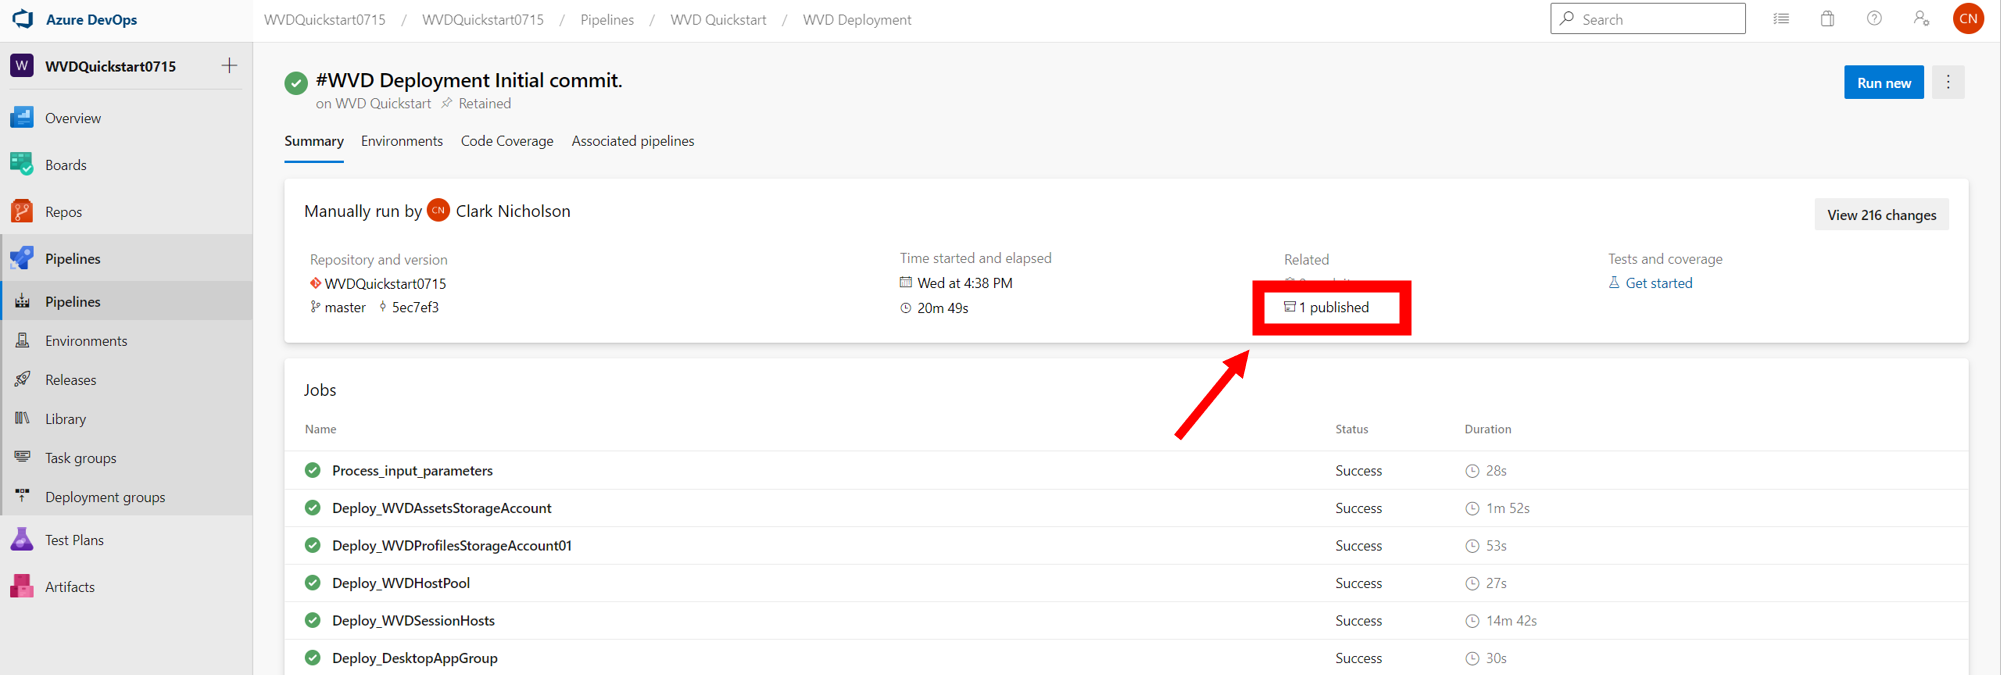 Azure DevOps
WVDQuickstart0715 / WVDQuickstart0715 / Pipelines / WVD Quickstart / WVD Deployment
Search
CN
W WVDQuickstart0715
Overview
Boards
Repos
Pipelines
Pipelines
Environments
Releases
Library
Task groups
Deployment groups
Test Plans
Artifacts
#WVD Deployment Initial commit.
on WVD Quickstart Retained
Run new
Summary Environments Code Coverage Associated pipelines
Manually run by CN Clark Nicholson
View 216 changes
Repository and version
WVDQuickstart0715
master 5ec7ef3
Time started and elapsed
Wed at 4:38 PM
20m 49s
Related
1 published
Tests and coverage
Get started
Jobs
Name Status Duration
Process_input_parameters Success 28s
Deploy_WVDAssetsStorageAccount Success 1m 52s
Deploy_WVDProfilesStorageAccount01 Success 53s
Deploy_WVDHostPool Success 27s
Deploy_WVDSessionHosts Success 14m 42s
Deploy_DesktopAppGroup Success 30s